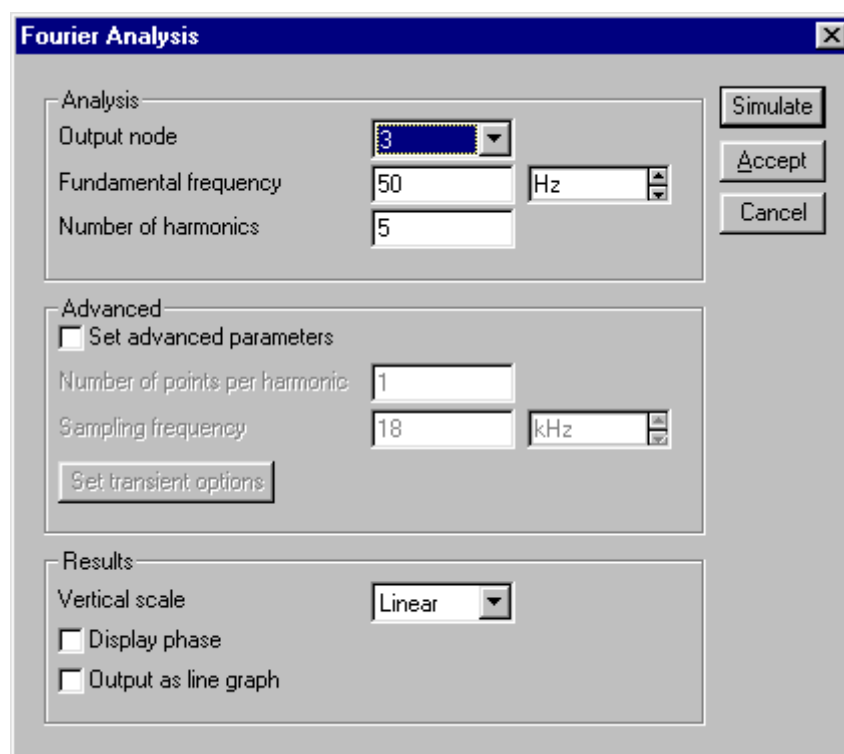 Fourier Analysis
Analysis
Output node 3
Fundamental frequency 50 Hz
Number of harmonics 5
Simulate
Accept
Cancel
Advanced
Set advanced parameters
Number of points per harmonic 1
Sampling frequency 18 kHz
Set transient options
Results
Vertical scale Linear
Display phase
Output as line graph